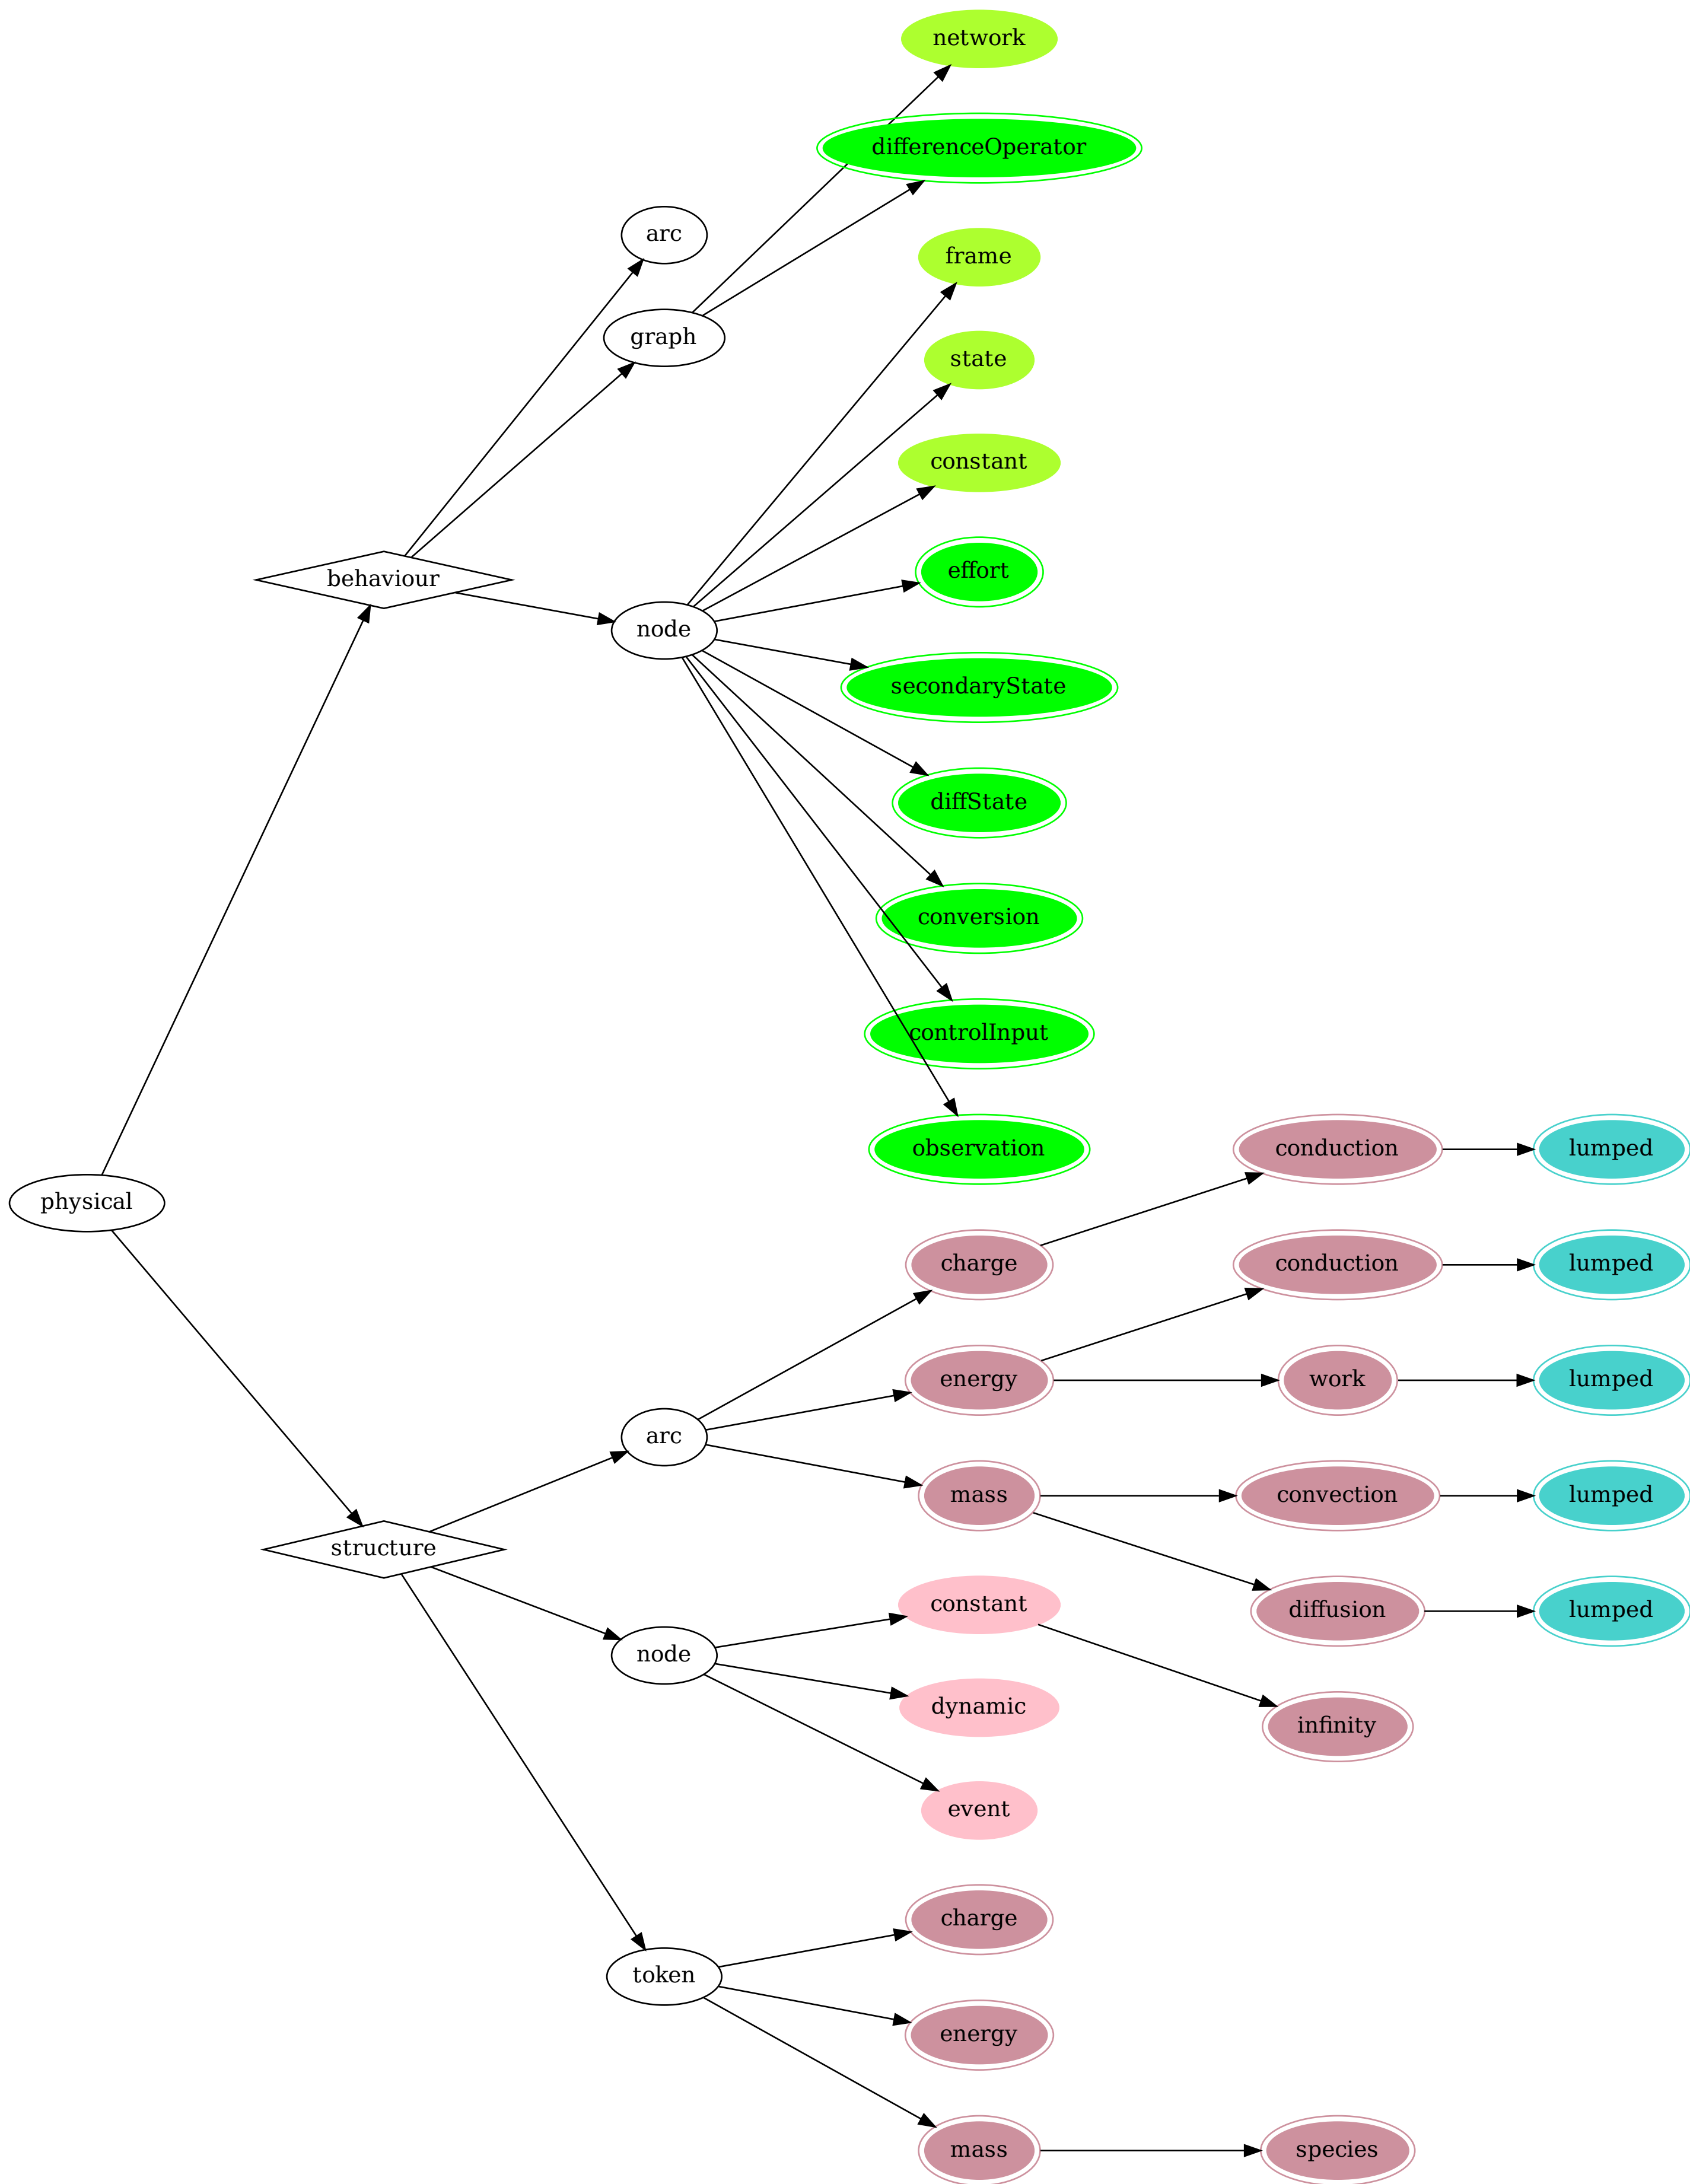 network
differenceOperator
arc
frame
graph
state
constant
effort
behaviour
node
secondaryState
diffState
conversion
controlInput
observation
conduction
lumped
physical
charge
conduction
lumped
energy
work
lumped
arc
mass
convection
lumped
structure
constant
diffusion
lumped
node
dynamic
infinity
event
charge
token
energy
mass
species